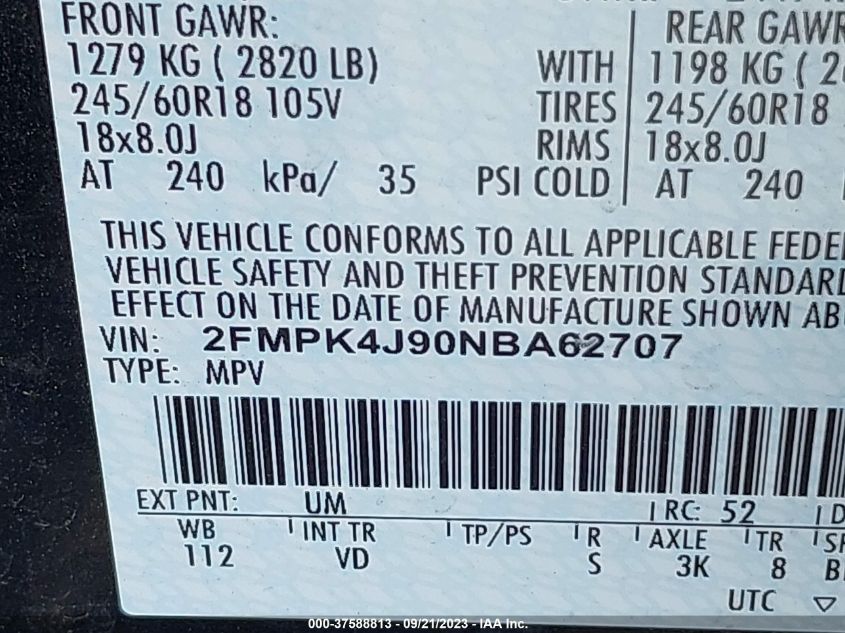 FRONT GAWR:
REAR GAWR
1279 KG ( 2820 LB)
WITH
1198 KG (
245/60R18 105V
TIRES
245/60R18
18x8.0J
RIMS
18x8.0J
AT 240 kPa/ 35 PSI COLD
AT 240
THIS VEHICLE CONFORMS TO ALL APPLICABLE FEDE
VEHICLE SAFETY AND THEFT PREVENTION STANDARD
EFFECT ON THE DATE OF MANUFACTURE SHOWN AB
VIN: 2FMPK4J90NBA62707
TYPE: MPV
EXT PNT: UM RC: 52 D
WB INT TR TP/PS R AXLE TR SP
112 VD S 3K 8 B
UTC
000-37588813 - 09/21/2023 - IAA Inc.